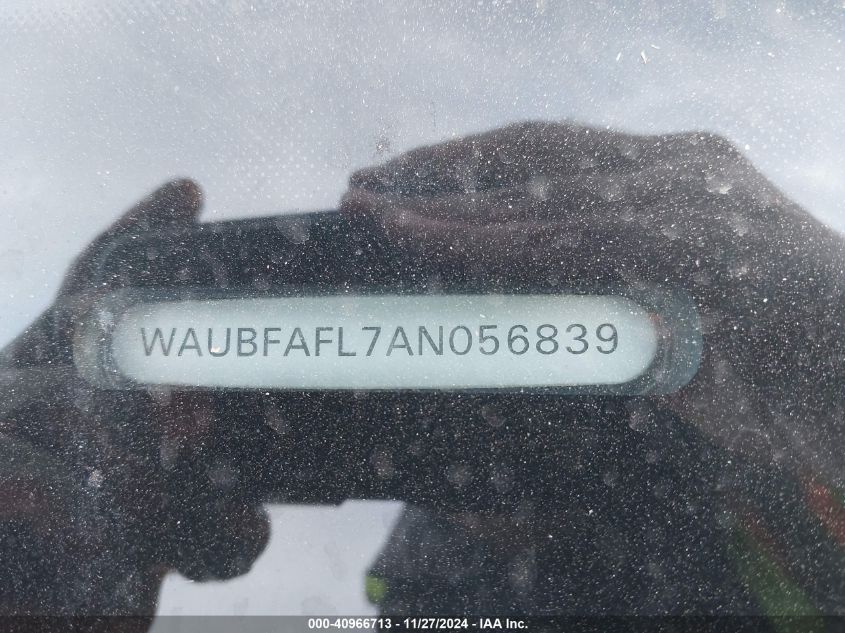 WAUBFAFL7AN056839
000-40966713 - 11/27/2024 - IAA Inc.